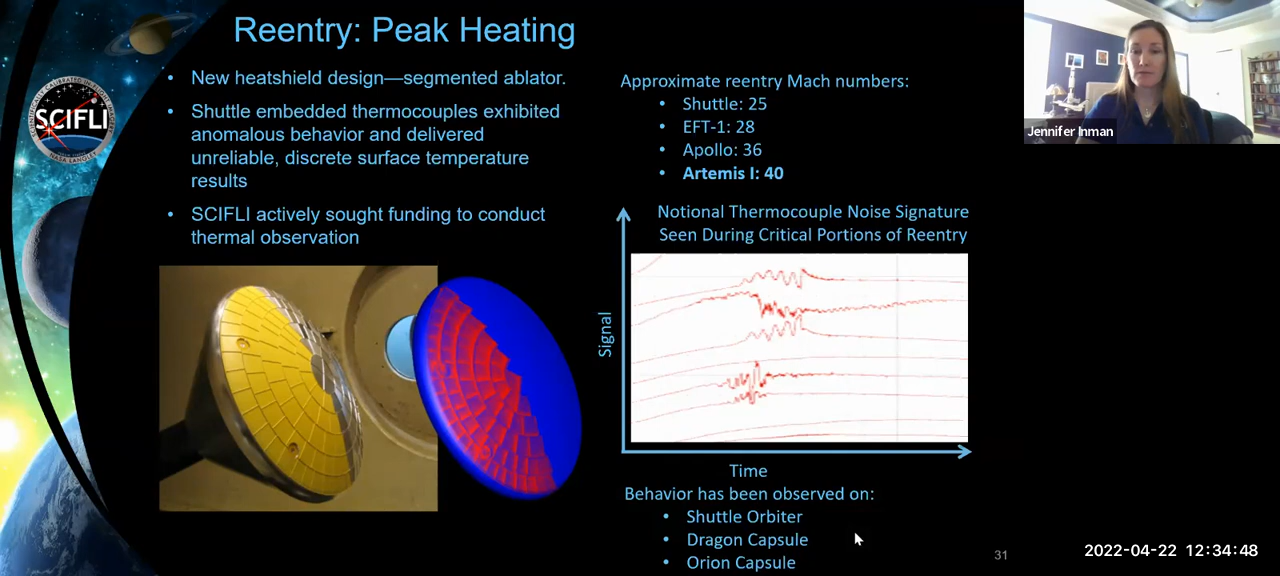 Reentry: Peak Heating
• New heatshield design—segmented ablator.
• Shuttle embedded thermocouples exhibited
anomalous behavior and delivered
unreliable, discrete surface temperature
results
• SCIFLI actively sought funding to conduct
thermal observation
SCIFLI
NASA LANGLEY
Approximate reentry Mach numbers:
• Shuttle: 25
• EFT-1: 28
• Apollo: 36
• Artemis I: 40
Notional Thermocouple Noise Signature
Seen During Critical Portions of Reentry
Signal
Time
Behavior has been observed on:
• Shuttle Orbiter
• Dragon Capsule
• Orion Capsule
31
Jennifer Inman
2022-04-22 12:34:48